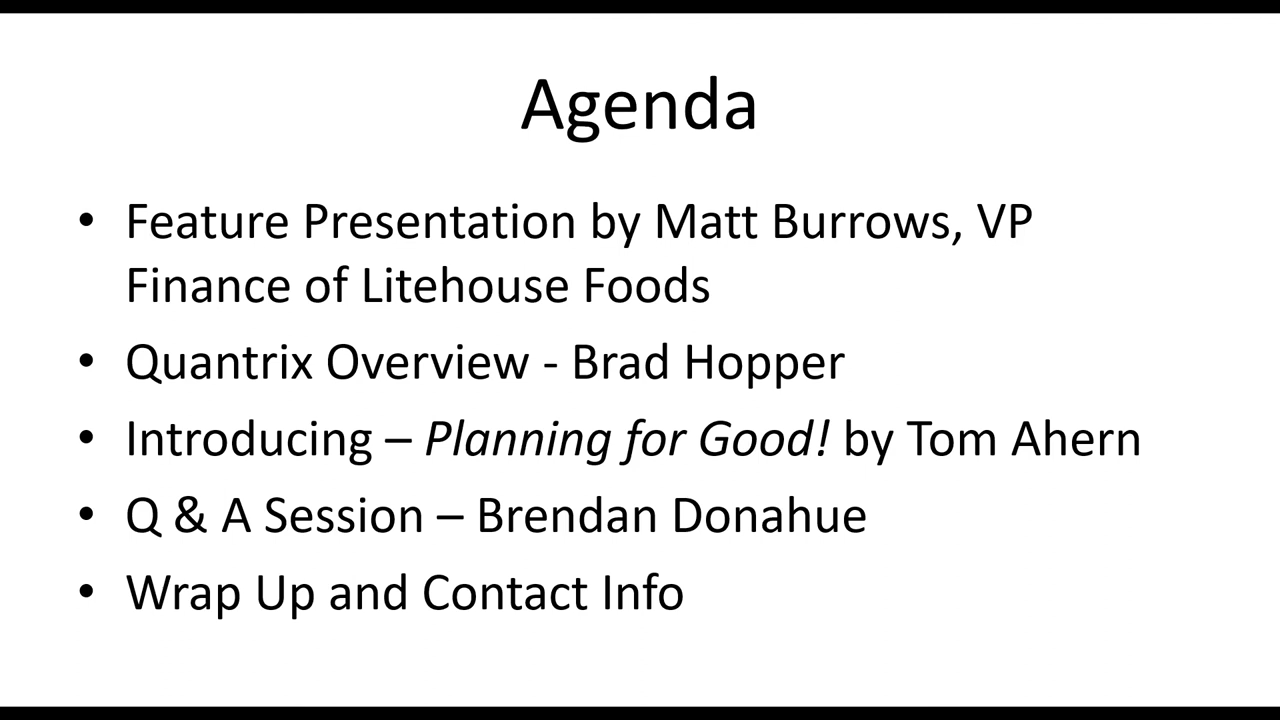 Agenda
• Feature Presentation by Matt Burrows, VP
Finance of Litehouse Foods
• Quantrix Overview - Brad Hopper
• Introducing – Planning for Good! by Tom Ahern
• Q & A Session – Brendan Donahue
• Wrap Up and Contact Info